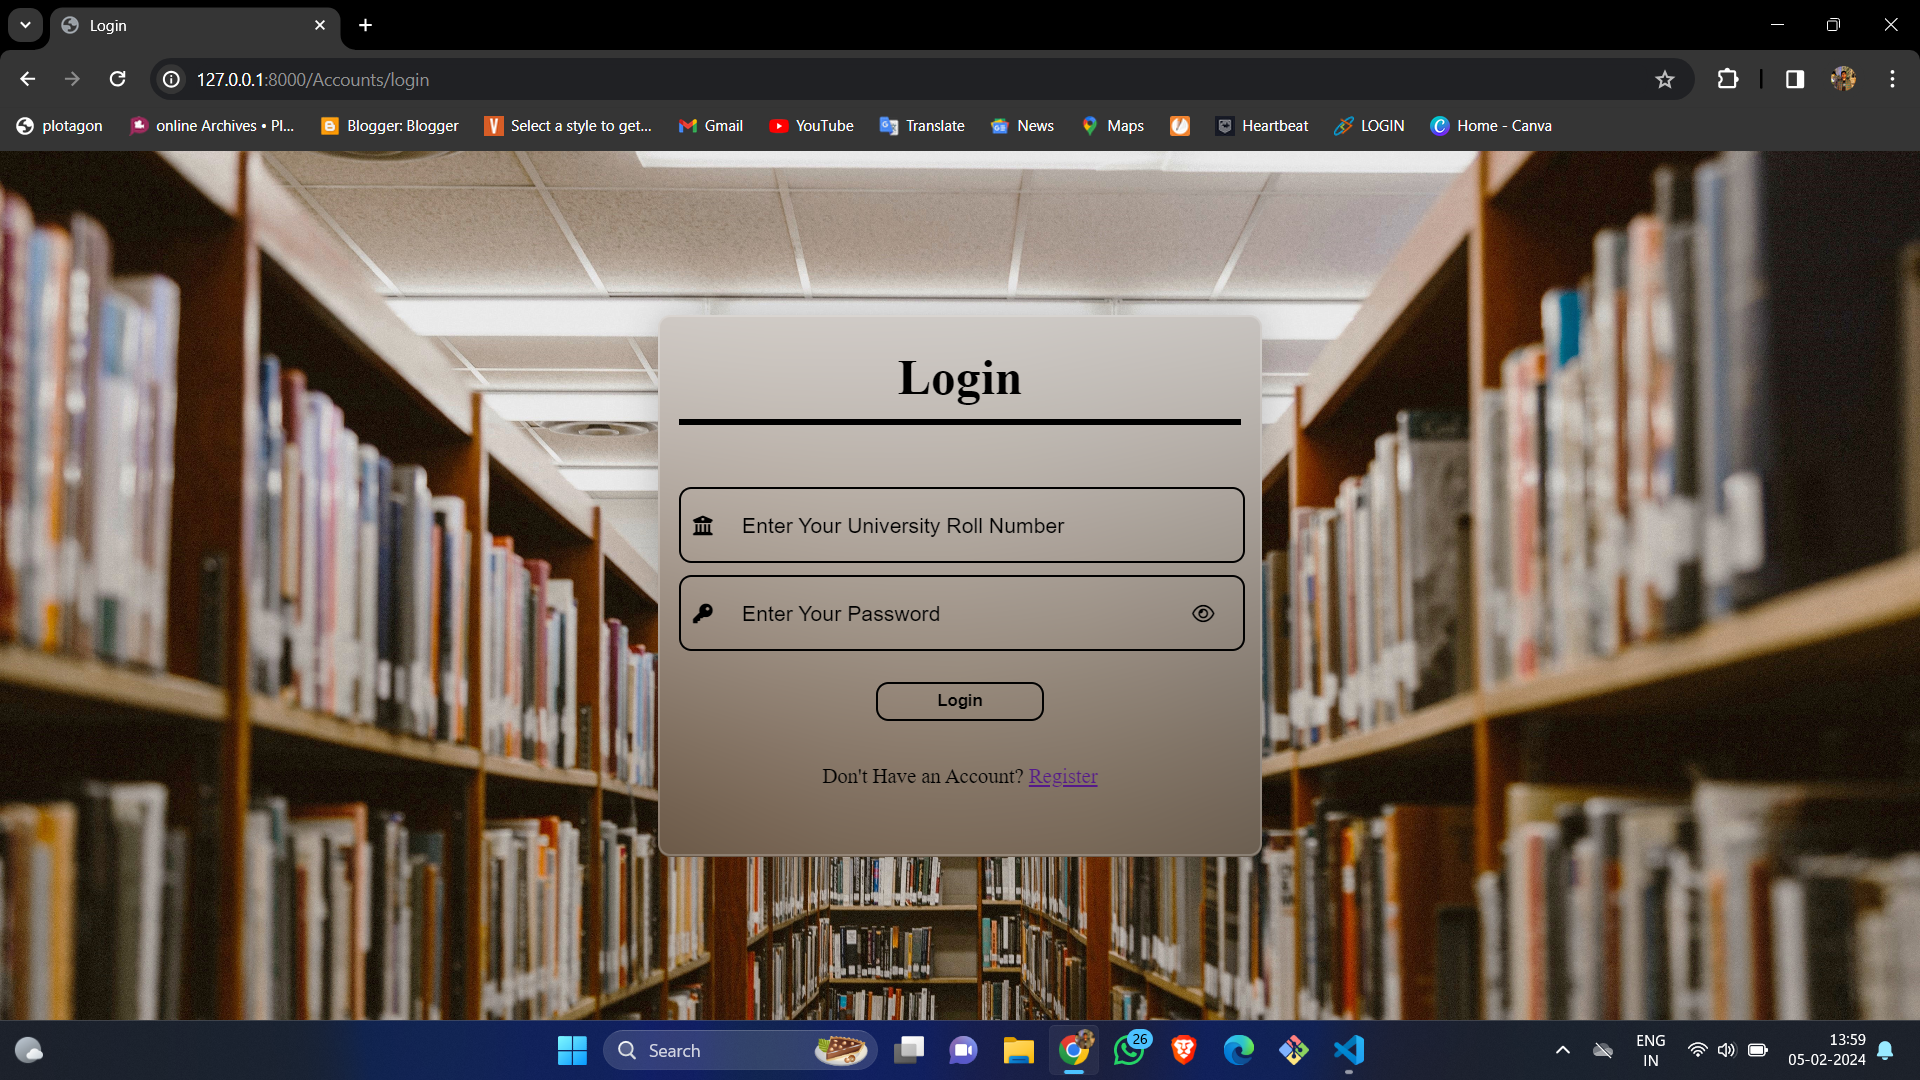 Login
127.0.0.1:8000/Accounts/login
plotagon
online Archives • Pl...
Blogger: Blogger
Select a style to get...
Gmail
YouTube
Translate
News
Maps
Heartbeat
LOGIN
Home - Canva
Login
Enter Your University Roll Number
Enter Your Password
Login
Don't Have an Account? Register
Search
26
ENG
IN
13:59
05-02-2024